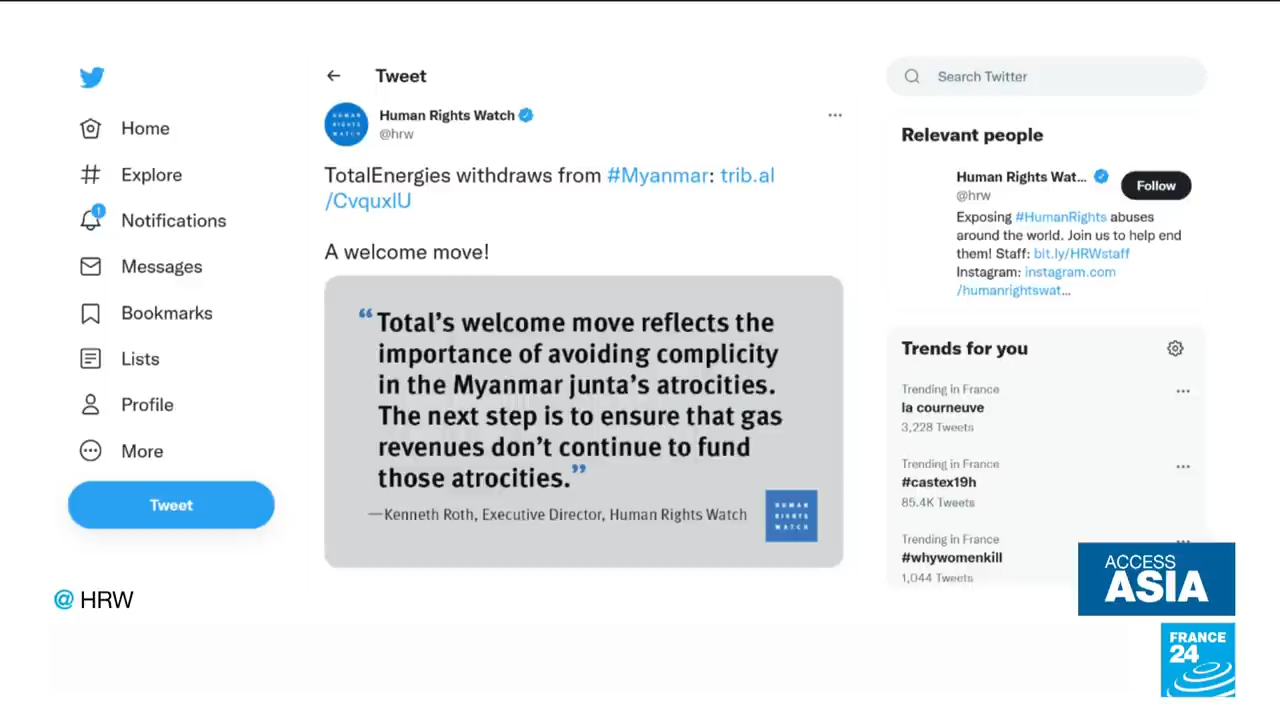 Home
Explore
1
Notifications
Messages
Bookmarks
Lists
Profile
More
Tweet
@ HRW
Tweet
HUMAN
RIGHTS
WATCH
Human Rights Watch
@hrw
TotalEnergies withdraws from #Myanmar: trib.al
/CvquxlU
A welcome move!
“Total’s welcome move reflects the
importance of avoiding complicity
in the Myanmar junta’s atrocities.
The next step is to ensure that gas
revenues don’t continue to fund
those atrocities.”
—Kenneth Roth, Executive Director, Human Rights Watch
HUMAN
RIGHTS
WATCH
Search Twitter
Relevant people
Human Rights Wat...
@hrw
Follow
Exposing #HumanRights abuses
around the world. Join us to help end
them! Staff: bit.ly/HRWstaff
Instagram: instagram.com
/humanrightswat...
Trends for you
Trending in France
la courneuve
3,228 Tweets
Trending in France
#castex19h
85.4K Tweets
Trending in France
#whywomenkill
1,044 Tweets
ACCESS
ASIA
FRANCE
24